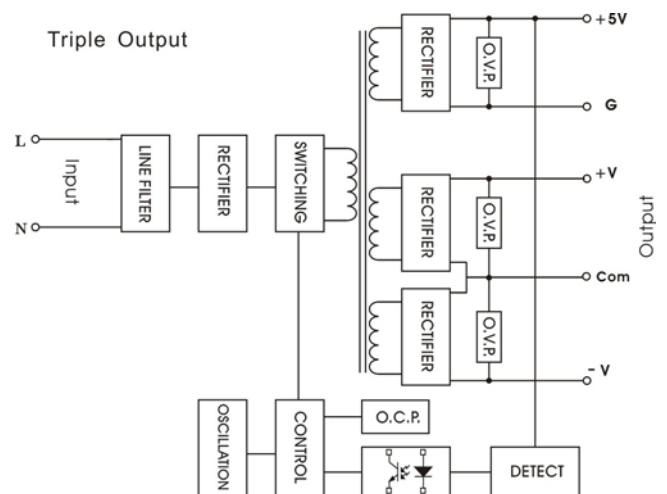 Triple Output
L
Input
N
LINE FILTER
RECTIFIER
SWITCHING
RECTIFIER
O.V.P.
+5V
G
RECTIFIER
O.V.P.
+V
Com
RECTIFIER
O.V.P.
- V
Output
OSCILLATION
CONTROL
O.C.P.
DETECT